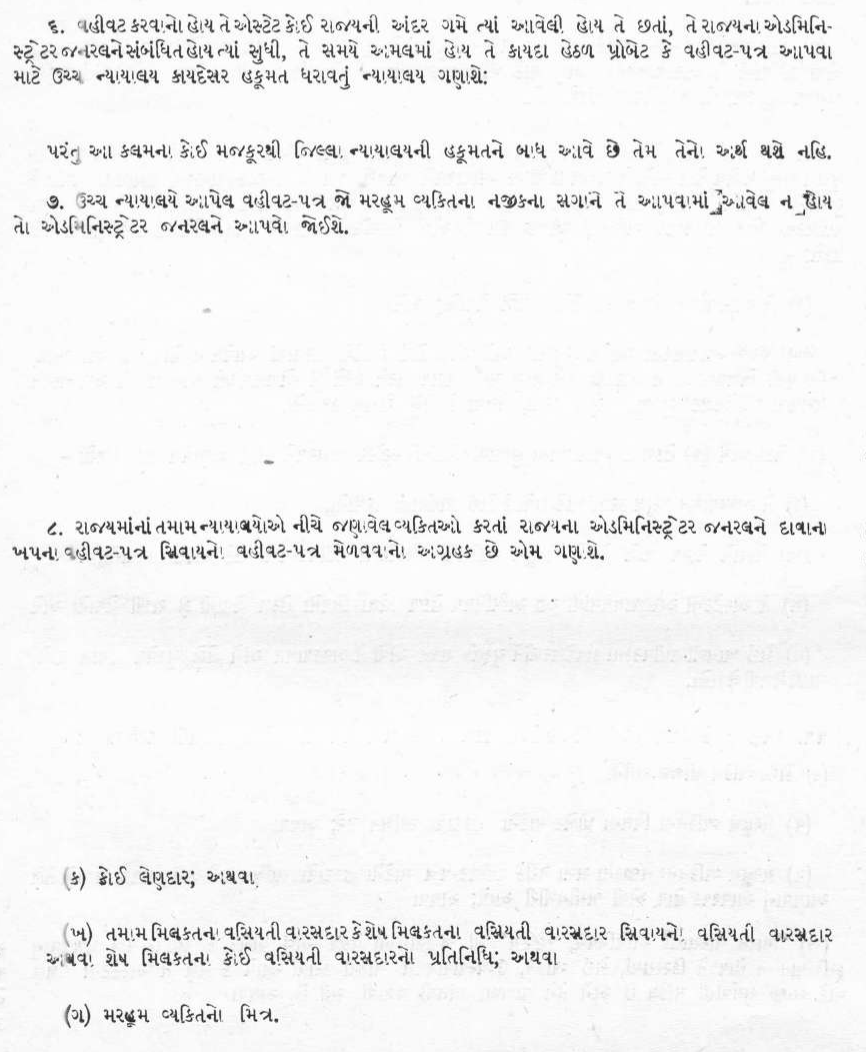 ૬. વહીવટ કરવાનો હોય તે એસ્ટેટ કોઈ રાજ્યની અંદર ગમે ત્યાં આવેલી હોય તે છતાં, તે રાજ્યના એડમિનિ-
સ્ટ્રેટર જનરલને સંબંધિત હોય ત્યાં સુધી, તે સમયે અમલમાં હોય તે કાયદા હેઠળ પ્રોબેટ કે વહીવટ-પત્ર આપવા
માટે ઉચ્ચ ન્યાયાલય કાયદેસર હકૂમત ધરાવતું ન્યાયાલય ગણાશે:
પરંતુ આ કલમના કોઈ મજકૂરથી જિલ્લા ન્યાયાલયની હકૂમતને બાધ આવે છે તેમ તેનો અર્થ થશે નહિ.
૭. ઉચ્ચ ન્યાયાલયે આપેલ વહીવટ-પત્ર જો મરહૂમ વ્યકિતના નજીકના સગાને તે આપવામાં આવેલ ન હોય
તો એડમિનિસ્ટ્રેટર જનરલને આપવો જોઈશે.
૮. રાજ્યમાંનાં તમામ ન્યાયાલયોએ નીચે જણાવેલ વ્યકિતઓ કરતાં રાજ્યના એડમિનિસ્ટ્રેટર જનરલને દાવાના
ખપના વહીવટ-પત્ર સિવાયનો વહીવટ-પત્ર મેળવવાનો આગ્રહક છે એમ ગણશે.
(ક) કોઈ લેણદાર; અથવા
(ખ) તમામ મિલકતના વસિયતી વારસદાર કે શેષ મિલકતના વસિયતી વારસદાર સિવાયનો વસિયતી વારસદાર
અથવા શેષ મિલકતના કોઈ વસિયતી વારસદારનો પ્રતિનિધિ; અથવા
(ગ) મરહૂમ વ્યકિતનો મિત્ર.